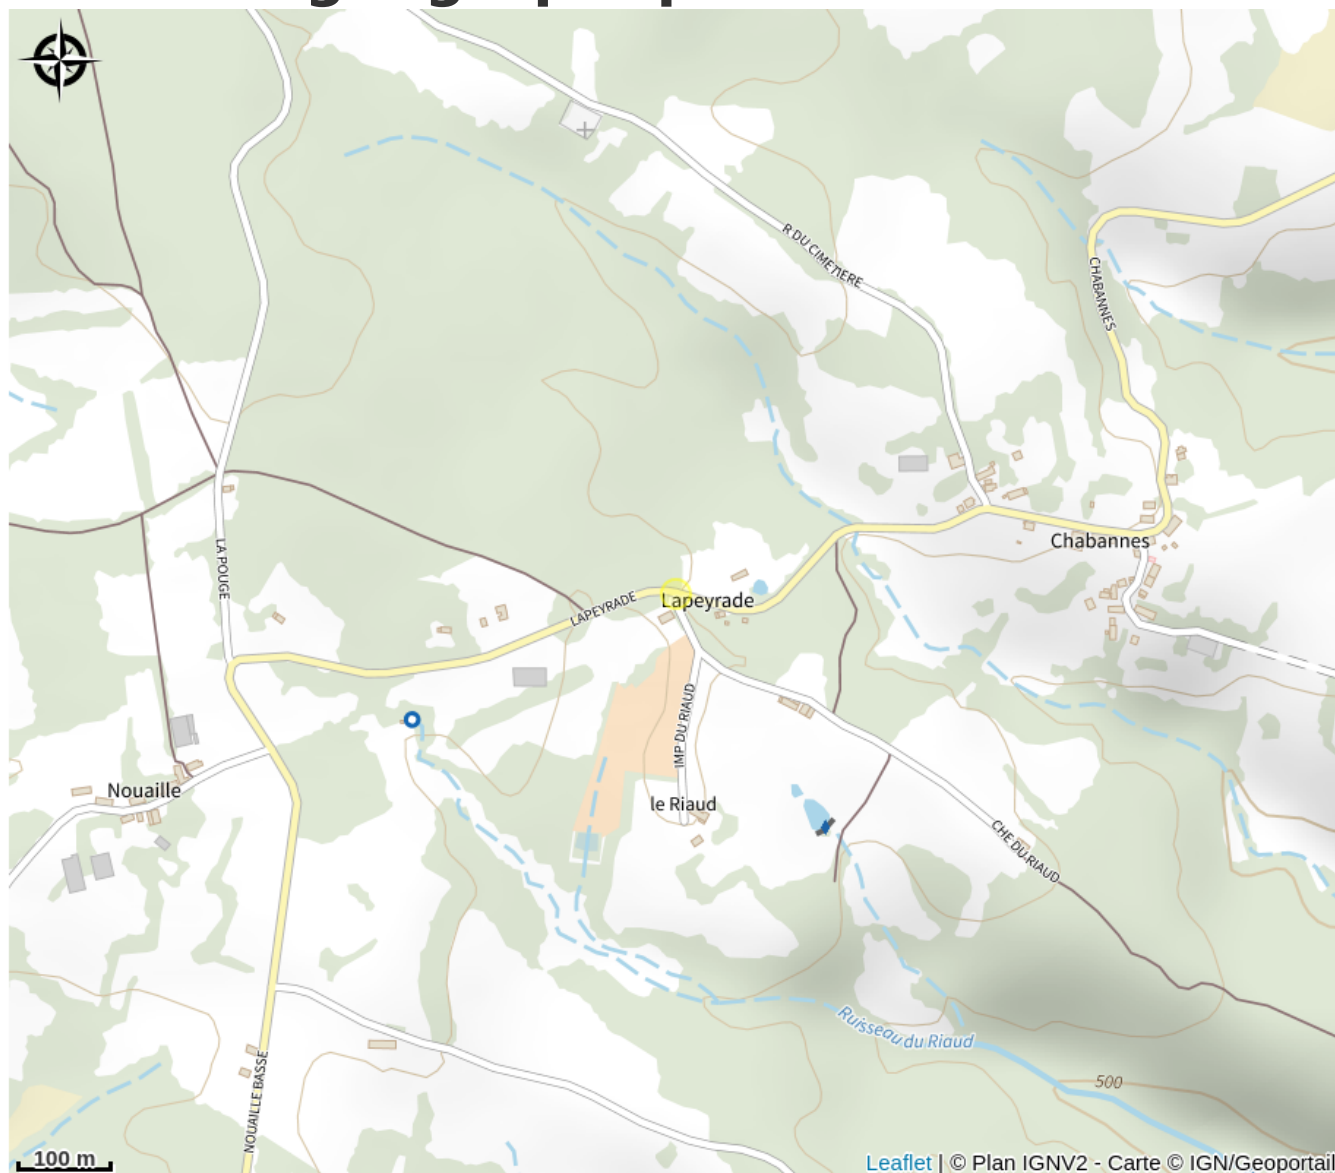 R DU CIMETIERE
CHABANNES
LA POUGE
Chabannes
LAPEYRADE
Lapeyrade
IMP DU RIAUD
Nouaille
le Riaud
CHE DU RIAUD
Ruisseau du Riaud
500
NOUAILLE BASSE
100 m
Leaflet | © Plan IGNV2 - Carte © IGN/Geoportail